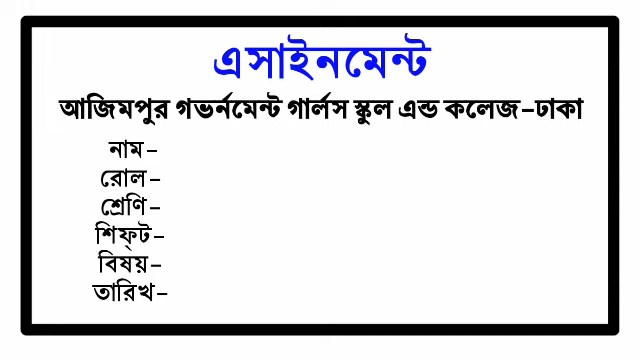 এসাইনমেন্ট
আজিমপুর গভর্নমেন্ট গার্লস স্কুল এন্ড কলেজ-ঢাকা
নাম-
রোল-
শ্রেণি-
শিফ্ট-
বিষয়-
তারিখ-